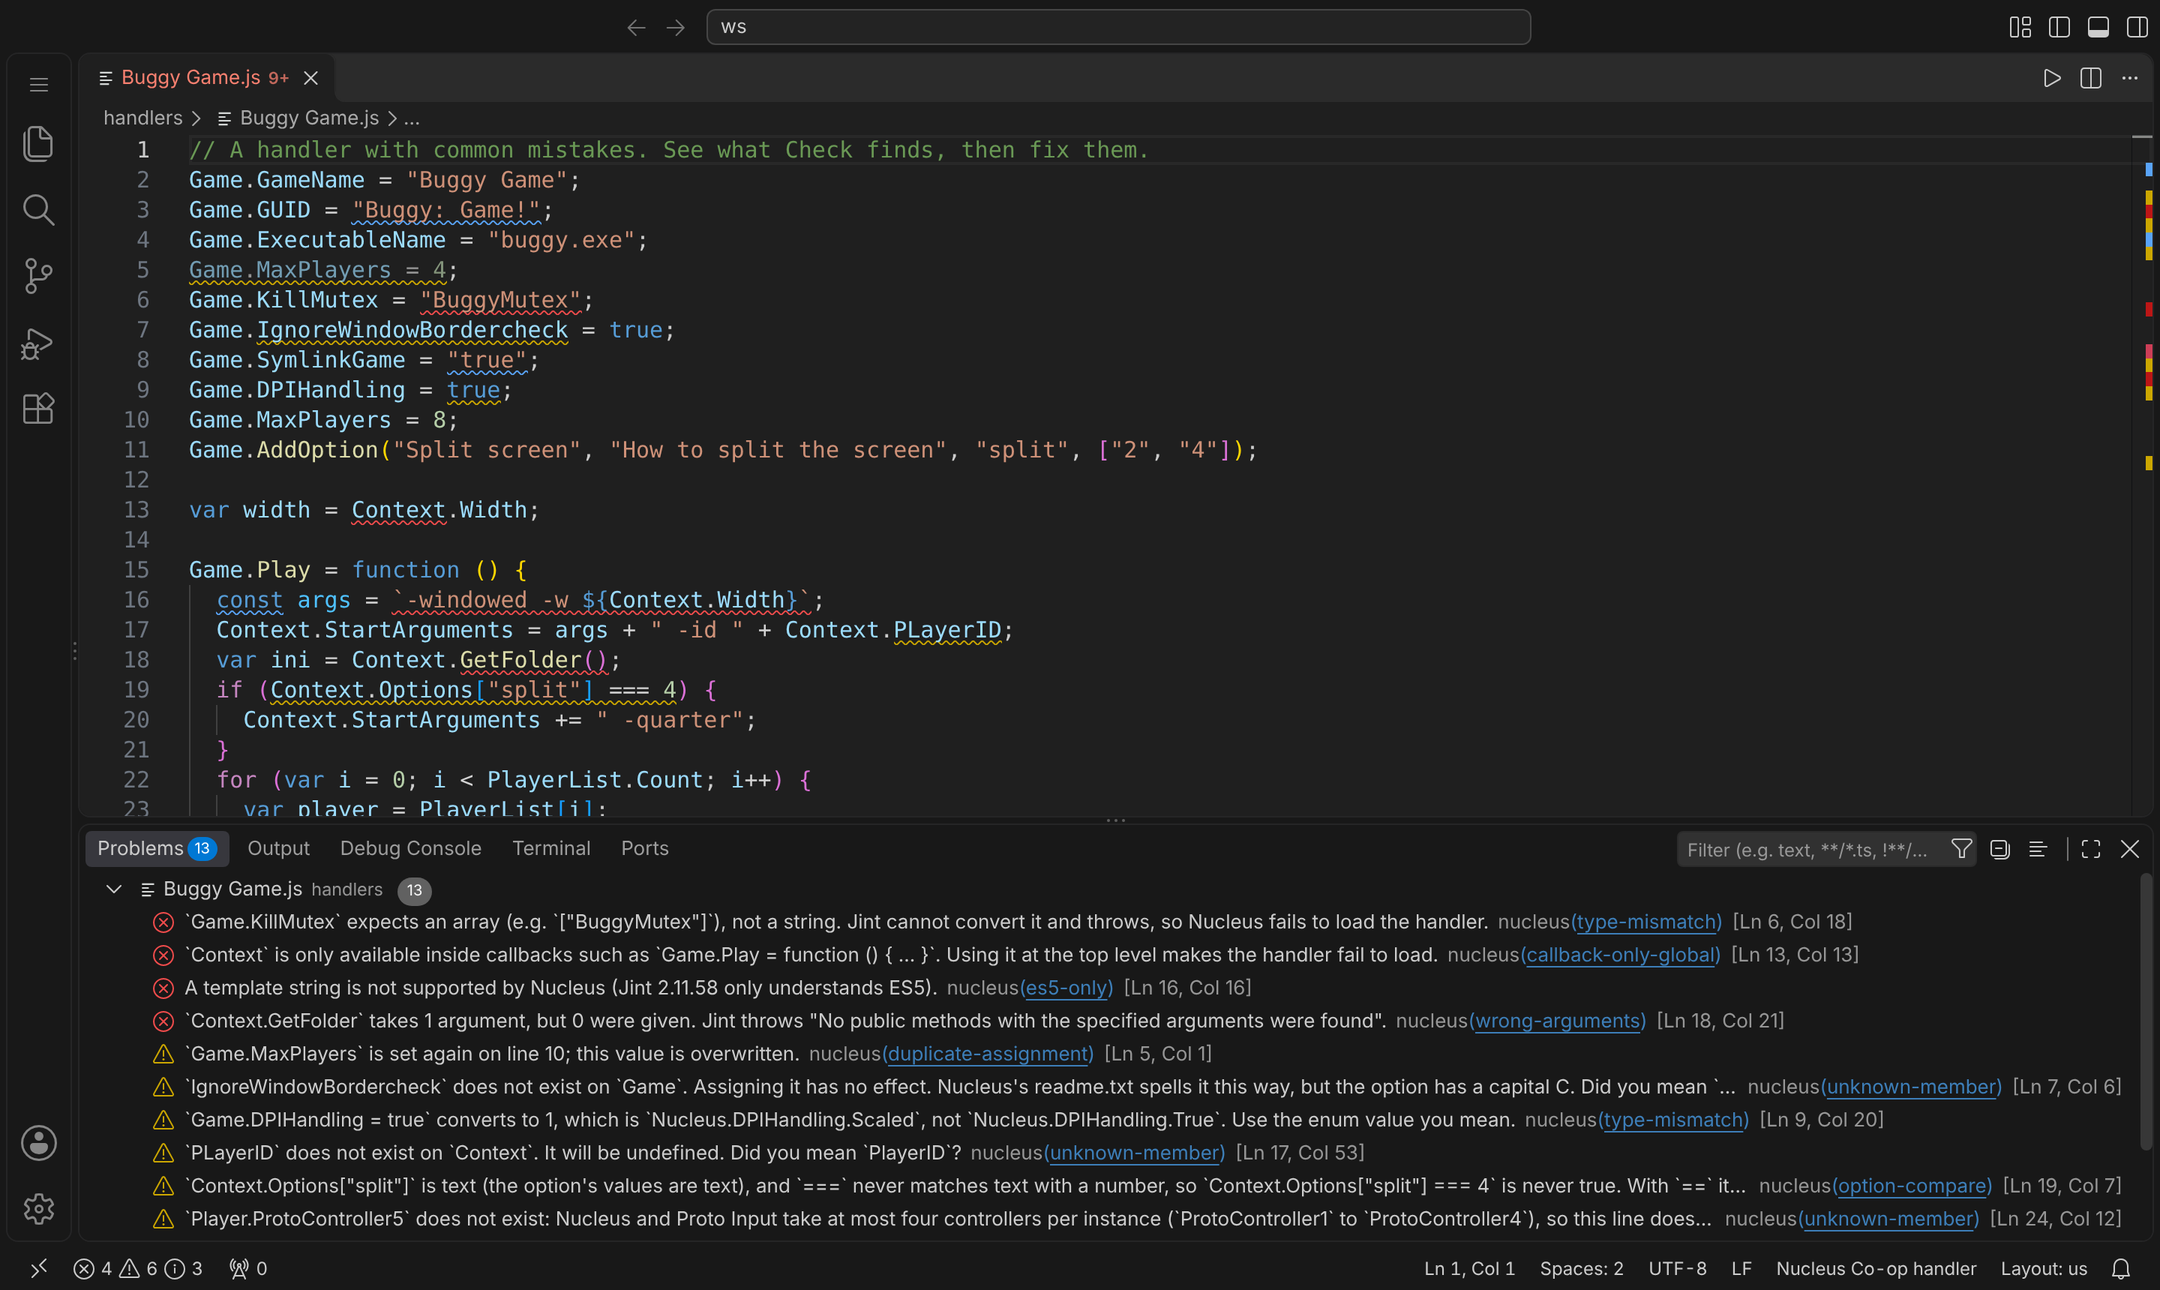 ws
Buggy Game.js 9+
handlers > Buggy Game.js > ...
1 // A handler with common mistakes. See what Check finds, then fix them.
2 Game.GameName = "Buggy Game";
3 Game.GUID = "Buggy: Game!";
4 Game.ExecutableName = "buggy.exe";
5 Game.MaxPlayers = 4;
6 Game.KillMutex = "BuggyMutex";
7 Game.IgnoreWindowBordercheck = true;
8 Game.SymlinkGame = "true";
9 Game.DPIHandling = true;
10 Game.MaxPlayers = 8;
11 Game.AddOption("Split screen", "How to split the screen", "split", ["2", "4"]);
12
13 var width = Context.Width;
14
15 Game.Play = function () {
16 const args = `-windowed -w ${Context.Width}`;
17 Context.StartArguments = args + " -id " + Context.PLayerID;
18 var ini = Context.GetFolder();
19 if (Context.Options["split"] === 4) {
20 Context.StartArguments += " -quarter";
21 }
22 for (var i = 0; i < PlayerList.Count; i++) {
23 var player = PlayerList[i];
Problems 13 Output Debug Console Terminal Ports Filter (e.g. text, **/*.ts, !**/...
Buggy Game.js handlers 13
`Game.KillMutex` expects an array (e.g. `["BuggyMutex"]`), not a string. Jint cannot convert it and throws, so Nucleus fails to load the handler. nucleus(type-mismatch) [Ln 6, Col 18]
`Context` is only available inside callbacks such as `Game.Play = function () { ... }`. Using it at the top level makes the handler fail to load. nucleus(callback-only-global) [Ln 13, Col 13]
A template string is not supported by Nucleus (Jint 2.11.58 only understands ES5). nucleus(es5-only) [Ln 16, Col 16]
`Context.GetFolder` takes 1 argument, but 0 were given. Jint throws "No public methods with the specified arguments were found". nucleus(wrong-arguments) [Ln 18, Col 21]
`Game.MaxPlayers` is set again on line 10; this value is overwritten. nucleus(duplicate-assignment) [Ln 5, Col 1]
`IgnoreWindowBordercheck` does not exist on `Game`. Assigning it has no effect. Nucleus's readme.txt spells it this way, but the option has a capital C. Did you mean `... nucleus(unknown-member) [Ln 7, Col 6]
`Game.DPIHandling = true` converts to 1, which is `Nucleus.DPIHandling.Scaled`, not `Nucleus.DPIHandling.True`. Use the enum value you mean. nucleus(type-mismatch) [Ln 9, Col 20]
`PLayerID` does not exist on `Context`. It will be undefined. Did you mean `PlayerID`? nucleus(unknown-member) [Ln 17, Col 53]
`Context.Options["split"]` is text (the option's values are text), and `===` never matches text with a number, so `Context.Options["split"] === 4` is never true. With `==` it... nucleus(option-compare) [Ln 19, Col 7]
`Player.ProtoController5` does not exist: Nucleus and Proto Input take at most four controllers per instance (`ProtoController1` to `ProtoController4`), so this line does... nucleus(unknown-member) [Ln 24, Col 12]
4 6 3 0 Ln 1, Col 1 Spaces: 2 UTF-8 LF Nucleus Co-op handler Layout: us